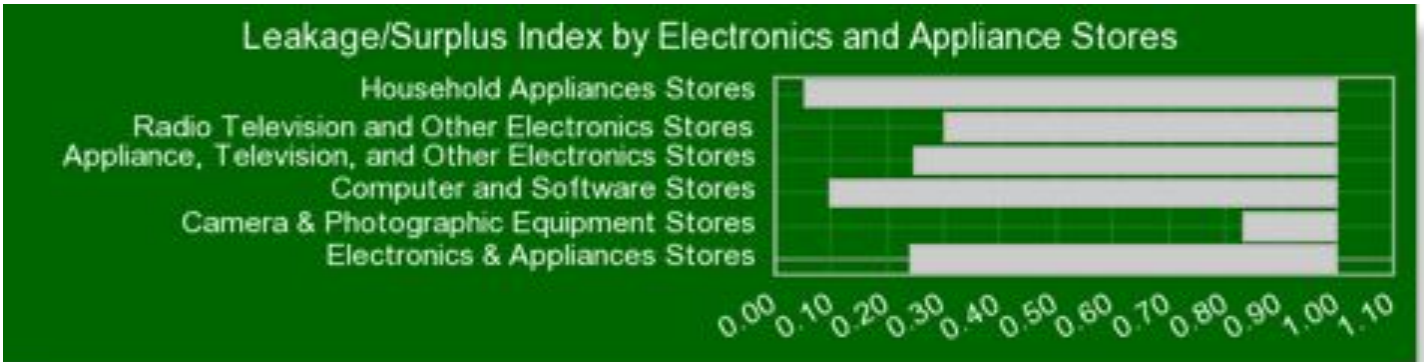 Leakage/Surplus Index by Electronics and Appliance Stores
Household Appliances Stores
Radio Television and Other Electronics Stores
Appliance, Television, and Other Electronics Stores
Computer and Software Stores
Camera & Photographic Equipment Stores
Electronics & Appliances Stores
0.00 0.10 0.20 0.30 0.40 0.50 0.60 0.70 0.80 0.90 1.00 1.10